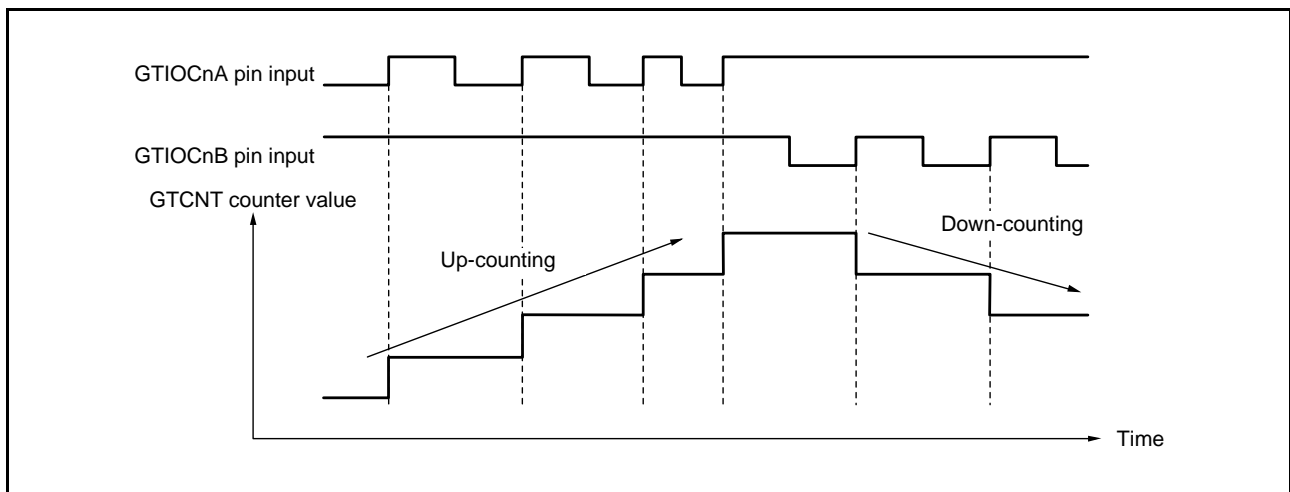 GTIOCnA pin input
GTIOCnB pin input
GTCNT counter value
Down-counting
Up-counting
Time